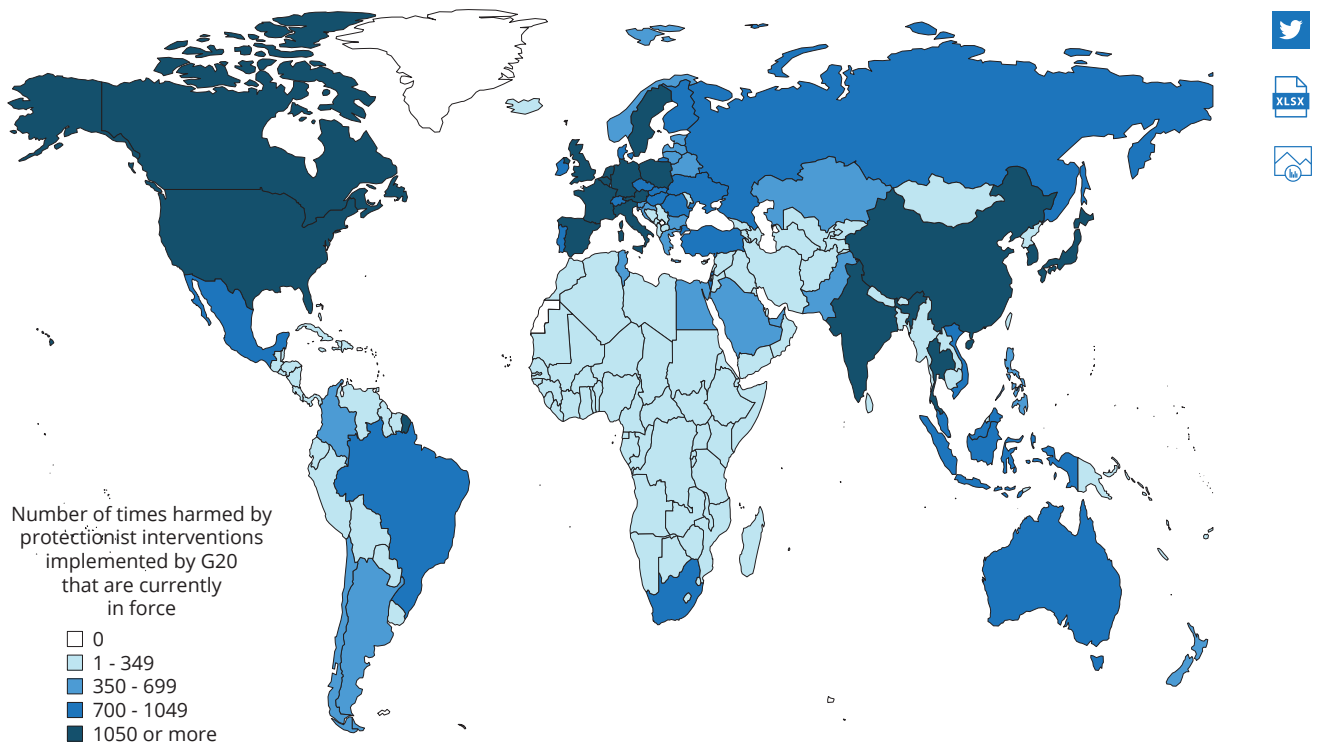 XLSX
Number of times harmed by
protectionist interventions
implemented by G20
that are currently
in force
0
1 - 349
350 - 699
700 - 1049
1050 or more